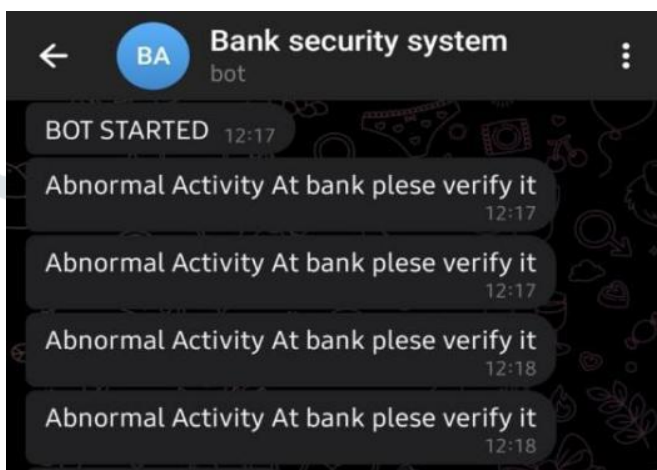 BA
Bank security system
bot
BOT STARTED 12:17
Abnormal Activity At bank plese verify it
12:17
Abnormal Activity At bank plese verify it
12:17
Abnormal Activity At bank plese verify it
12:18
Abnormal Activity At bank plese verify it
12:18